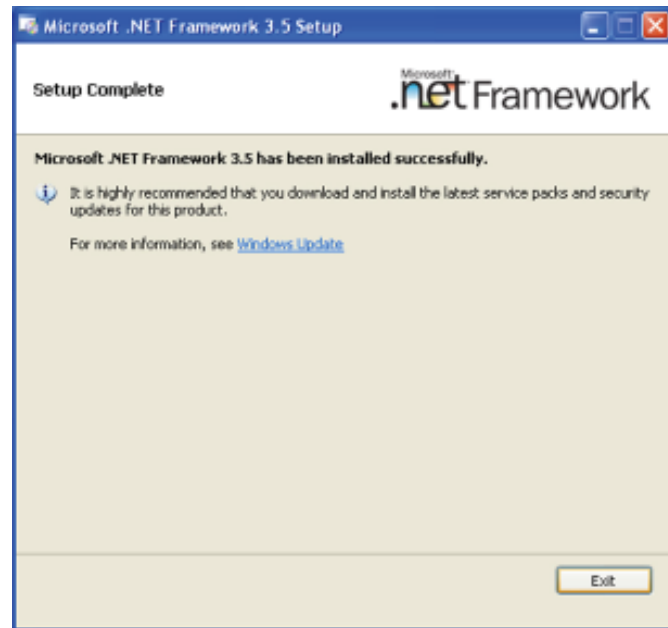 Microsoft .NET Framework 3.5 Setup
Setup Complete
Microsoft
.net Framework
Microsoft .NET Framework 3.5 has been installed successfully.
It is highly recommended that you download and install the latest service packs and security
updates for this product.
For more information, see Windows Update
Exit